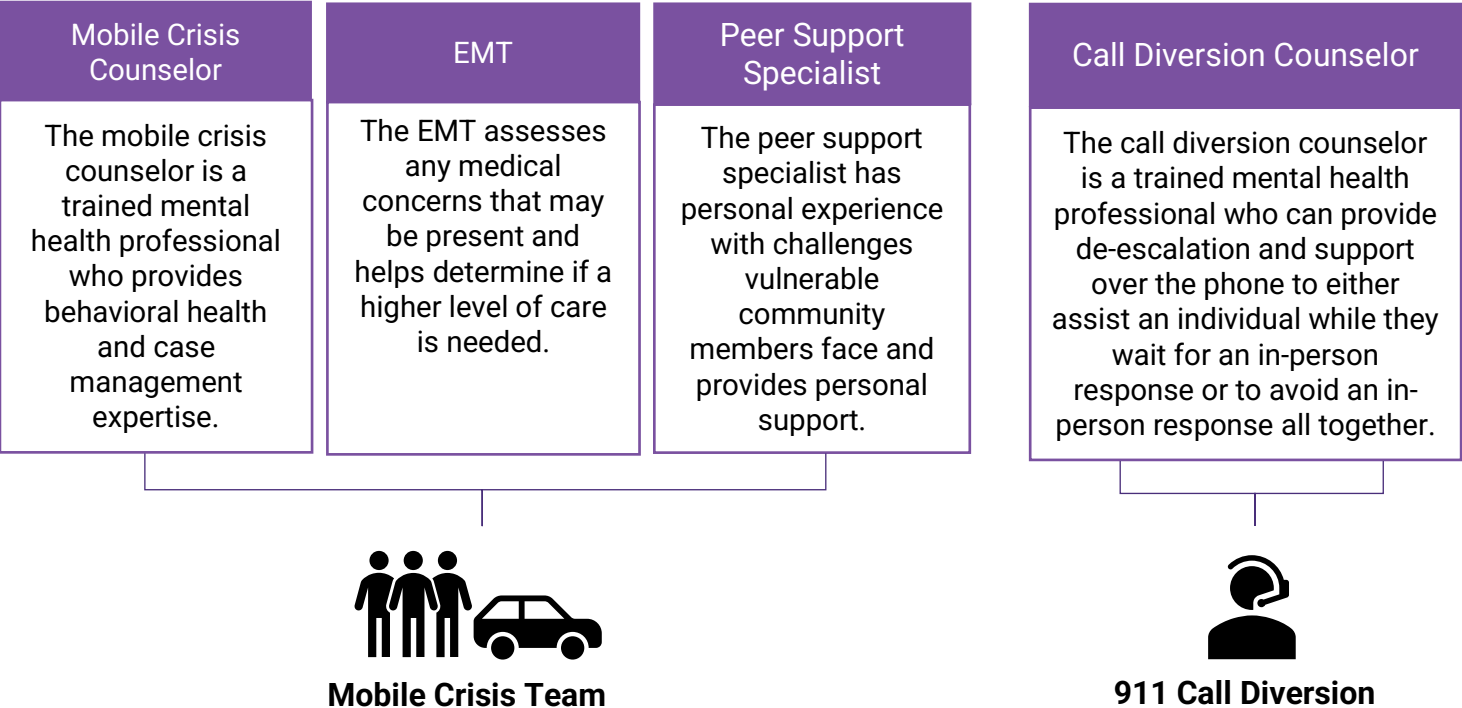 Mobile Crisis
Counselor
The mobile crisis
counselor is a
trained mental
health professional
who provides
behavioral health
and case
management
expertise.
EMT
The EMT assesses
any medical
concerns that may
be present and
helps determine if a
higher level of care
is needed.
Peer Support
Specialist
The peer support
specialist has
personal experience
with challenges
vulnerable
community
members face and
provides personal
support.
Mobile Crisis Team
Call Diversion Counselor
The call diversion counselor
is a trained mental health
professional who can provide
de-escalation and support
over the phone to either
assist an individual while they
wait for an in-person
response or to avoid an in-
person response all together.
911 Call Diversion